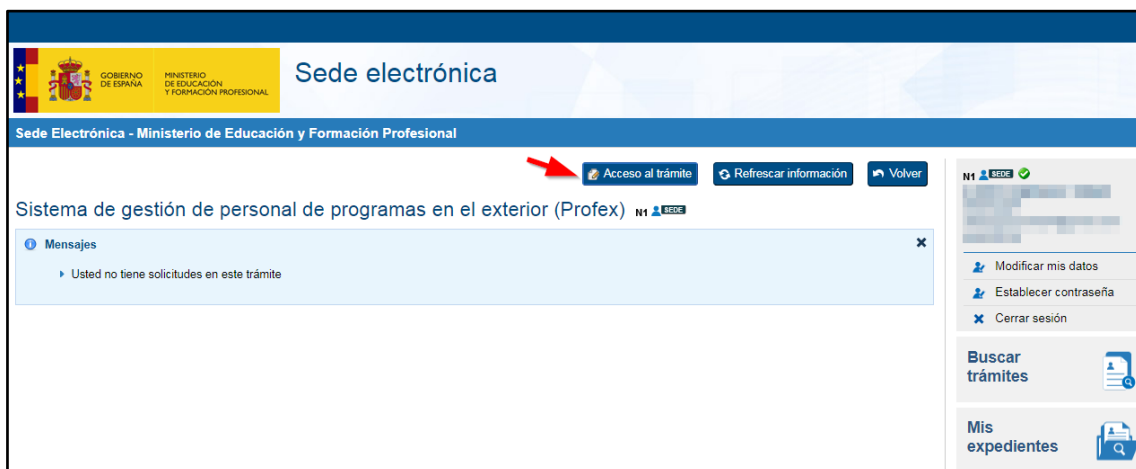 GOBIERNO
DE ESPAÑA
MINISTERIO
DE EDUCACIÓN
Y FORMACIÓN PROFESIONAL
Sede electrónica
Sede Electrónica - Ministerio de Educación y Formación Profesional
Acceso al trámite
Refrescar información
Volver
Sistema de gestión de personal de programas en el exterior (Profex) N1 SEDE
Mensajes
Usted no tiene solicitudes en este trámite
N1 SEDE
Modificar mis datos
Establecer contraseña
Cerrar sesión
Buscar
trámites
Mis
expedientes